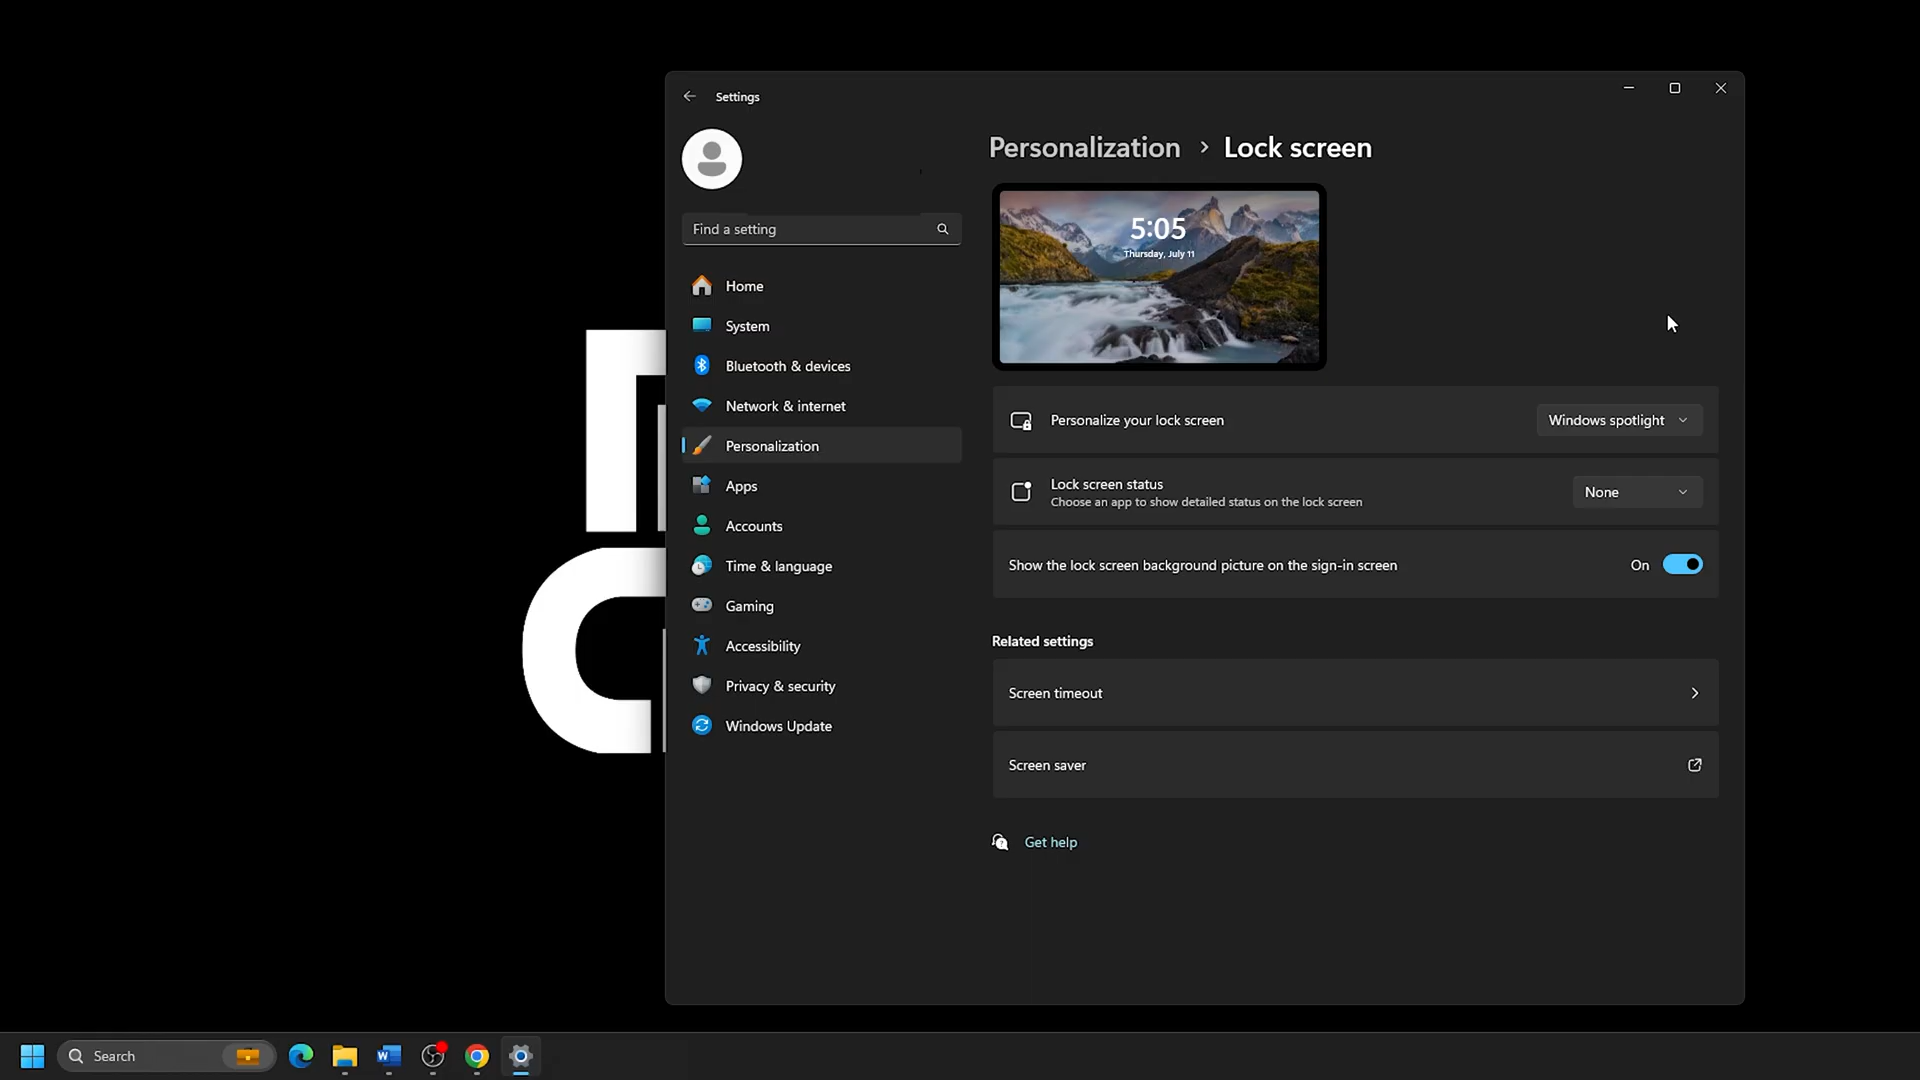 Settings
Personalization > Lock screen
Find a setting
5:05
Thursday, July 11
Home
System
Bluetooth & devices
Network & internet
Personalization
Apps
Accounts
Time & language
Gaming
Accessibility
Privacy & security
Windows Update
Personalize your lock screen
Windows spotlight
Lock screen status
Choose an app to show detailed status on the lock screen
None
Show the lock screen background picture on the sign-in screen
On
Related settings
Screen timeout
Screen saver
Get help
Search